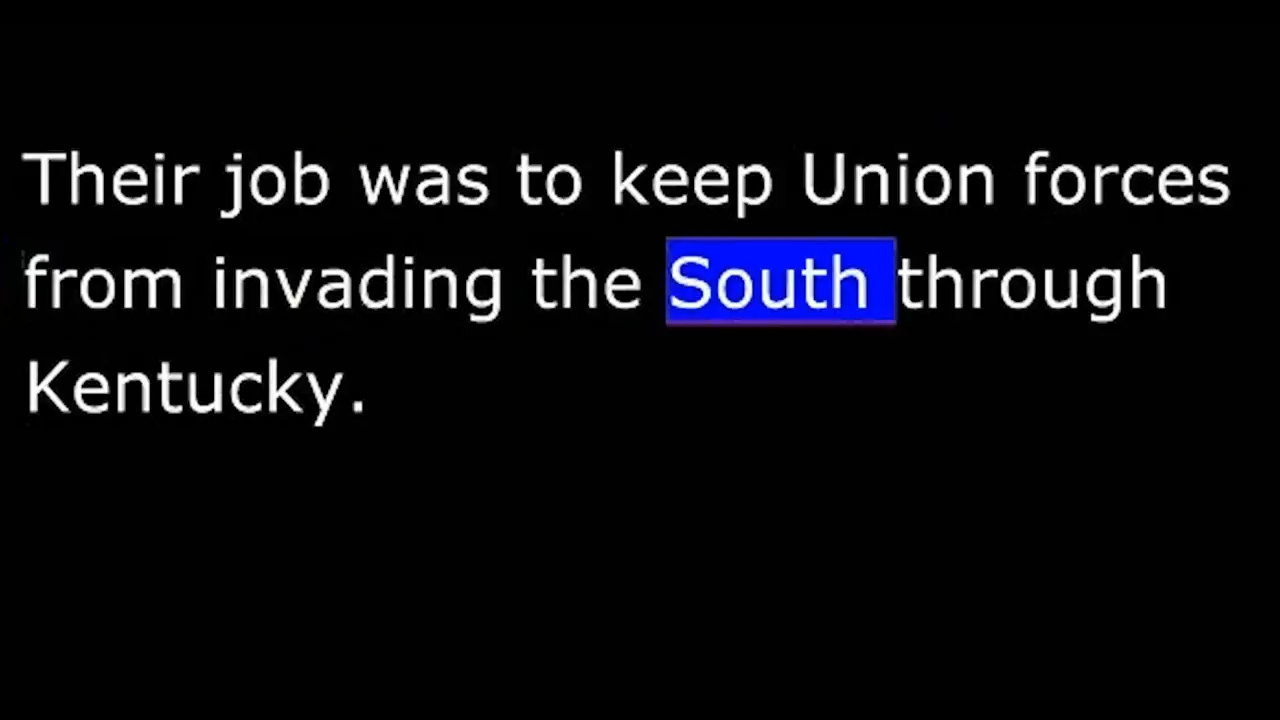 Their job was to keep Union forces
from invading the South through
Kentucky.